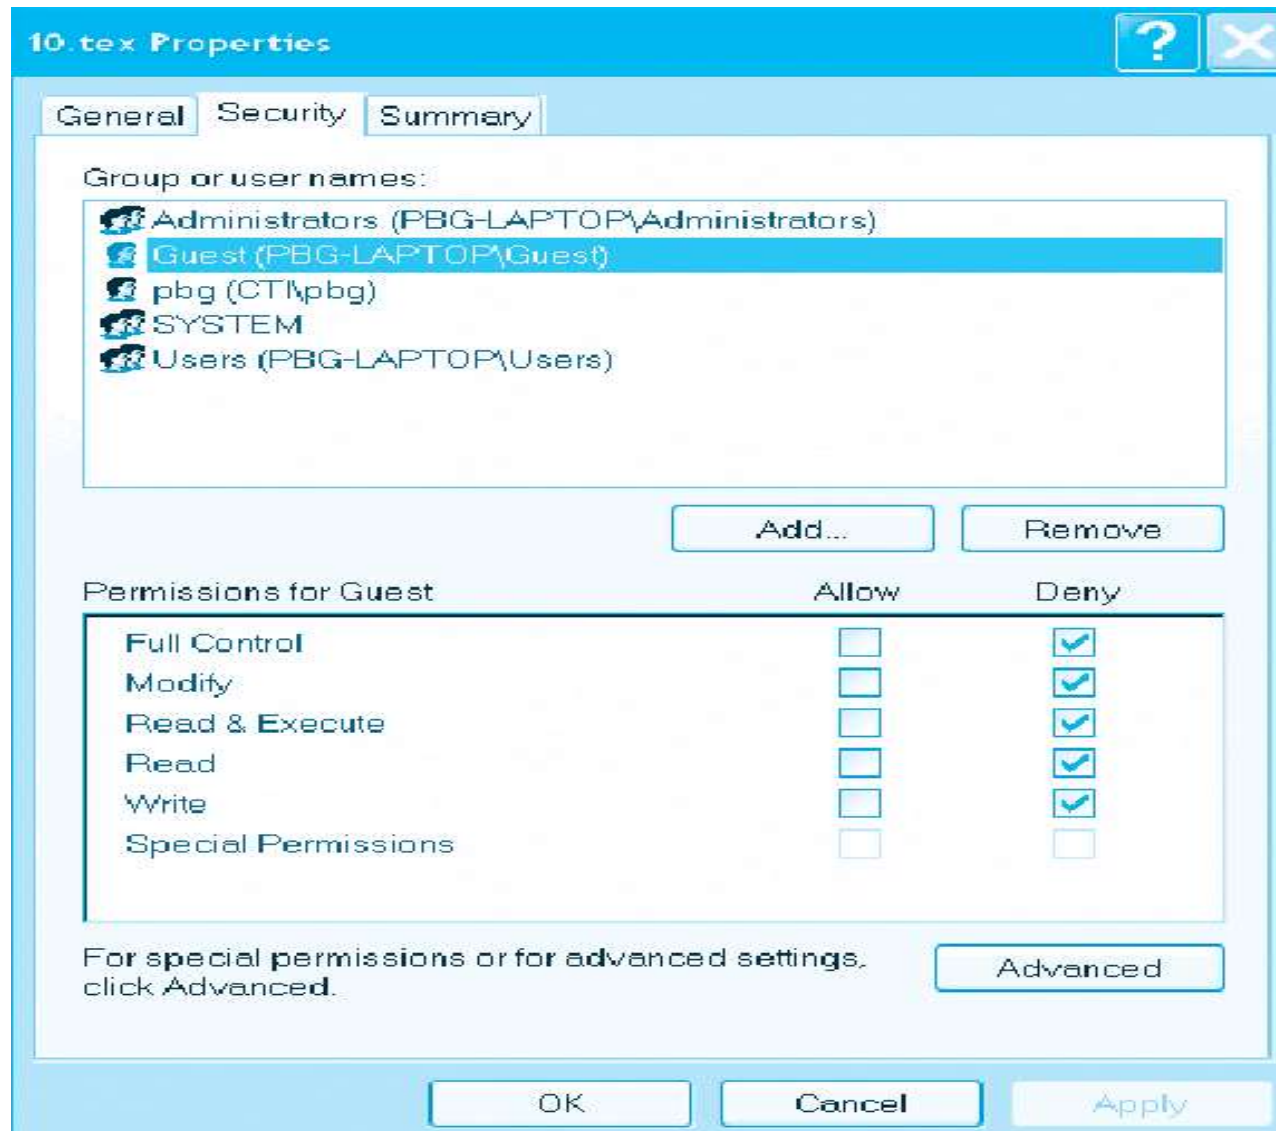 10.tex Properties
?
General Security Summary
Group or user names:
Administrators (PBG-LAPTOP\Administrators)
Guest (PBG-LAPTOP\Guest)
pbg (CTI\pbg)
SYSTEM
Users (PBG-LAPTOP\Users)
Add... Remove
Permissions for Guest Allow Deny
Full Control
Modify
Read & Execute
Read
Write
Special Permissions
For special permissions or for advanced settings, Advanced
click Advanced.
OK Cancel Apply